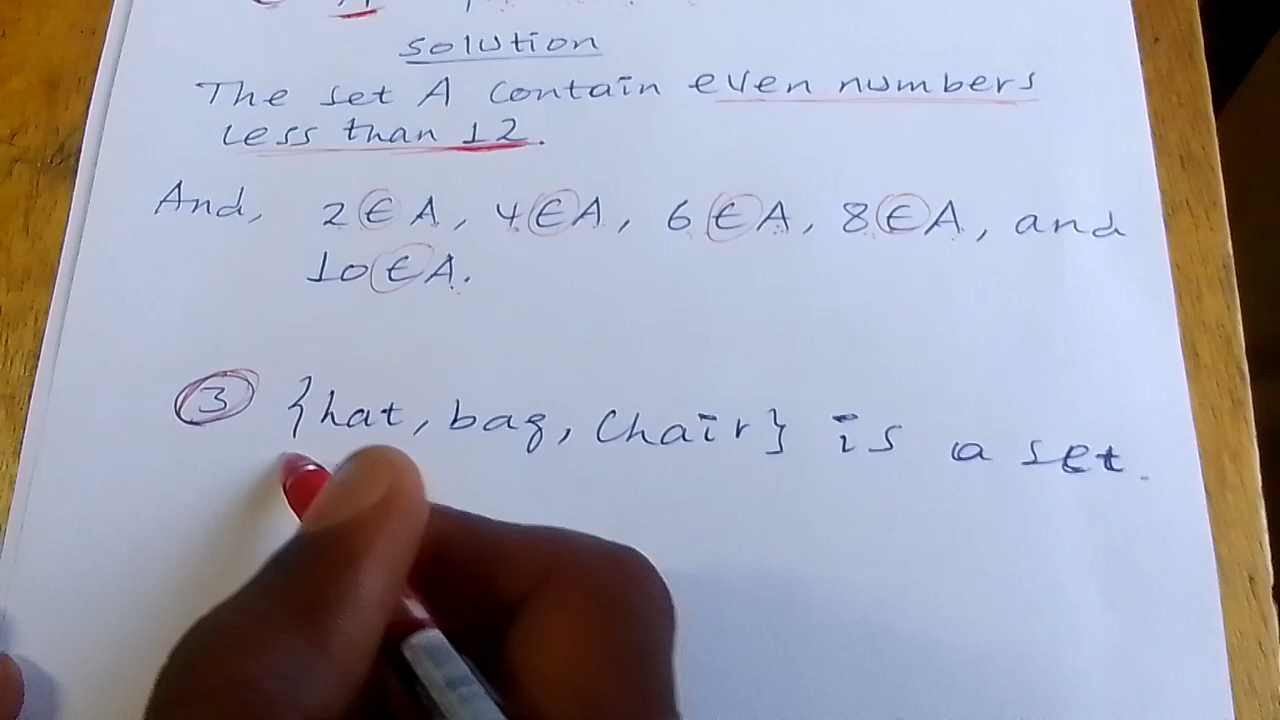 solution
The set A contain even numbers
less than 12.
And, 2 ∈ A, 4 ∈ A, 6 ∈ A, 8 ∈ A, and
10 ∈ A.
③ {hat, bag, Chair} is a set.